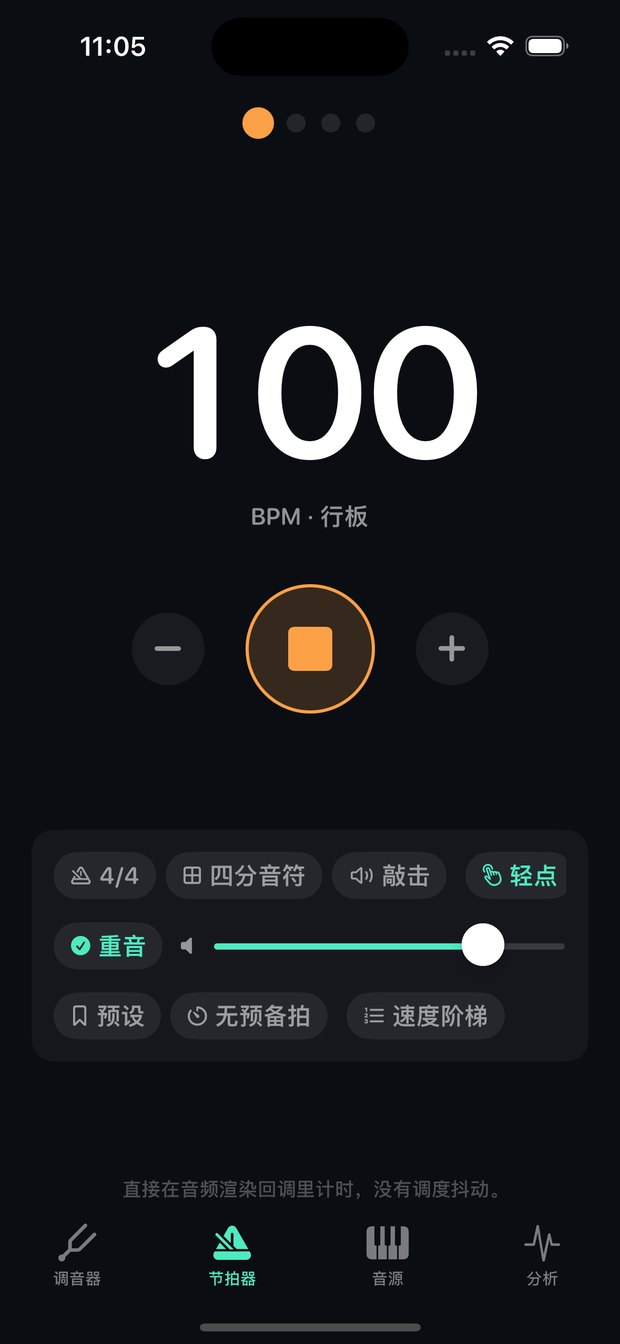 11:05
100
BPM · 行板
4/4 四分音符 敲击 轻点
重音
预设 无预备拍 速度阶梯
直接在音频渲染回调里计时，没有调度抖动。
调音器 节拍器 音源 分析